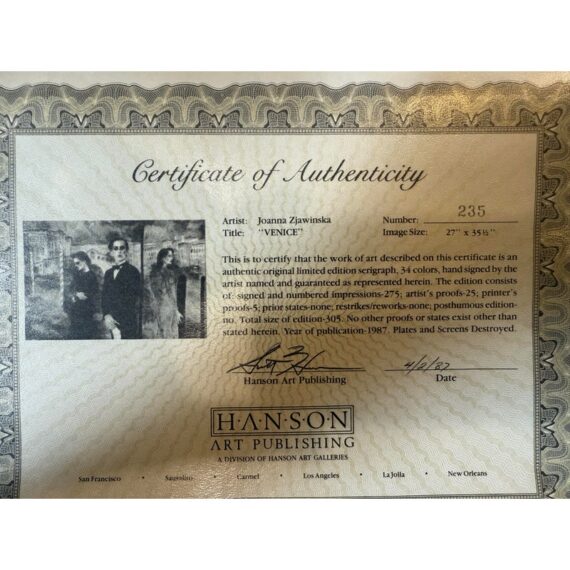 Certificate of Authenticity
Artist: Joanna Zjawinska Number: 235
Title: "VENICE" Image Size: 27" x 35½"
This is to certify that the work of art described on this certificate is an
authentic original limited edition serigraph, 34 colors, hand signed by the
artist named and guaranteed as represented herein. The edition consists
of: signed and numbered impressions-275; artist's proofs-25; printer's
proofs-5; prior states-none; restrikes/reworks-none; posthumous edition-
no. Total size of edition-305. No other proofs or states exist other than
stated herein. Year of publication-1987. Plates and Screens Destroyed.
4/2/87
Hanson Art Publishing Date
H·A·N·S·O·N
ART PUBLISHING
A DIVISION OF HANSON ART GALLERIES
San Francisco • Sausalito • Carmel • Los Angeles • La Jolla • New Orleans